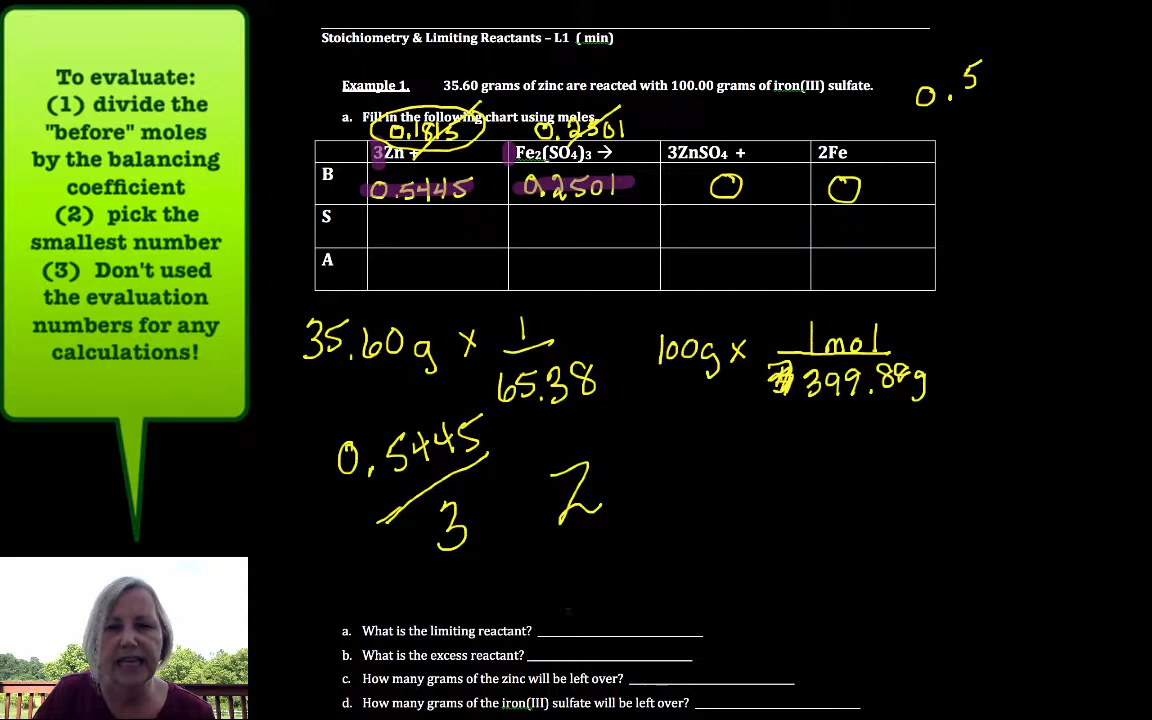 To evaluate:
(1) divide the
"before" moles
by the balancing
coefficient
(2) pick the
smallest number
(3) Don't used
the evaluation
numbers for any
calculations!
Stoichiometry & Limiting Reactants – L1 ( min)
Example 1. 35.60 grams of zinc are reacted with 100.00 grams of iron(III) sulfate.
0.5
a. Fill in the following chart using moles.
0.1815 0.2501
3Zn + Fe₂(SO₄)₃ → 3ZnSO₄ + 2Fe
B 0.5445 0.2501 0 0
S
A
35.60g x 1/65.38 100g x 1mol/399.88g
0.5445/3 Z
a. What is the limiting reactant?
b. What is the excess reactant?
c. How many grams of the zinc will be left over?
d. How many grams of the iron(III) sulfate will be left over?